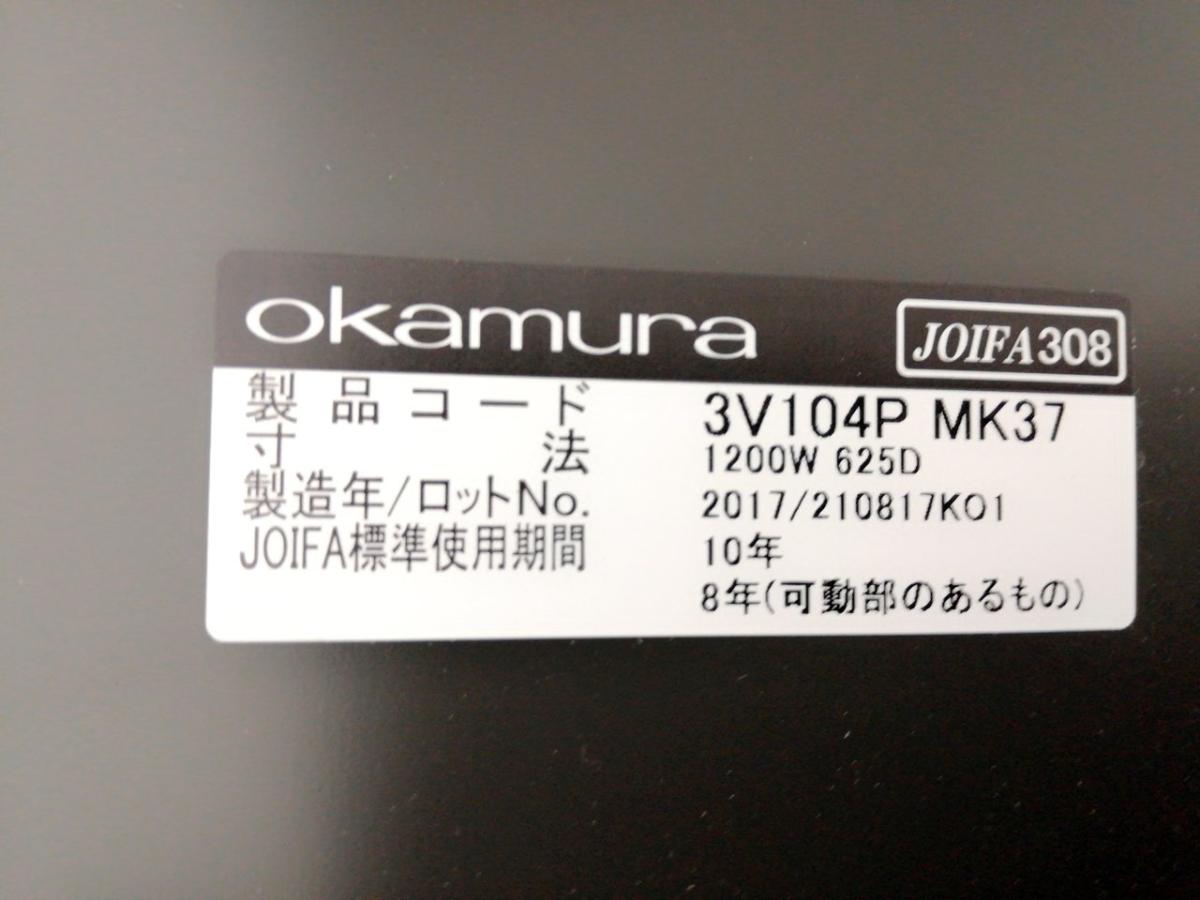 okamura JOIFA308
製品コード 3V104P MK37
寸法 1200W 625D
製造年/ロットNo. 2017/210817K01
JOIFA標準使用期間 10年
8年(可動部のあるもの)